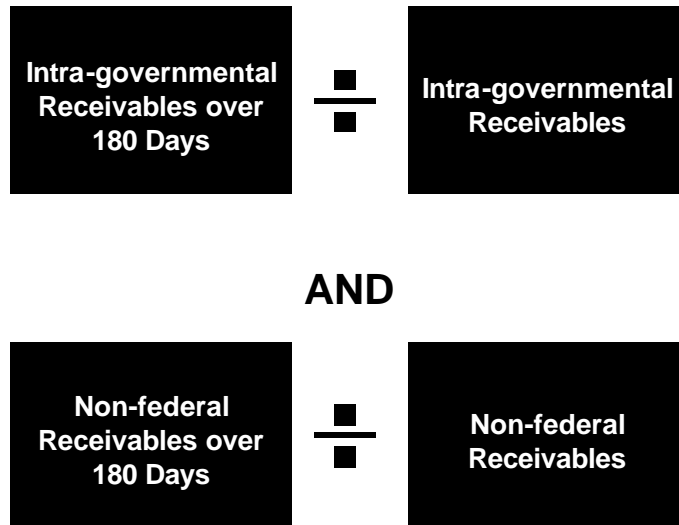 Intra-governmental
Receivables over
180 Days
÷
Intra-governmental
Receivables
AND
Non-federal
Receivables over
180 Days
÷
Non-federal
Receivables